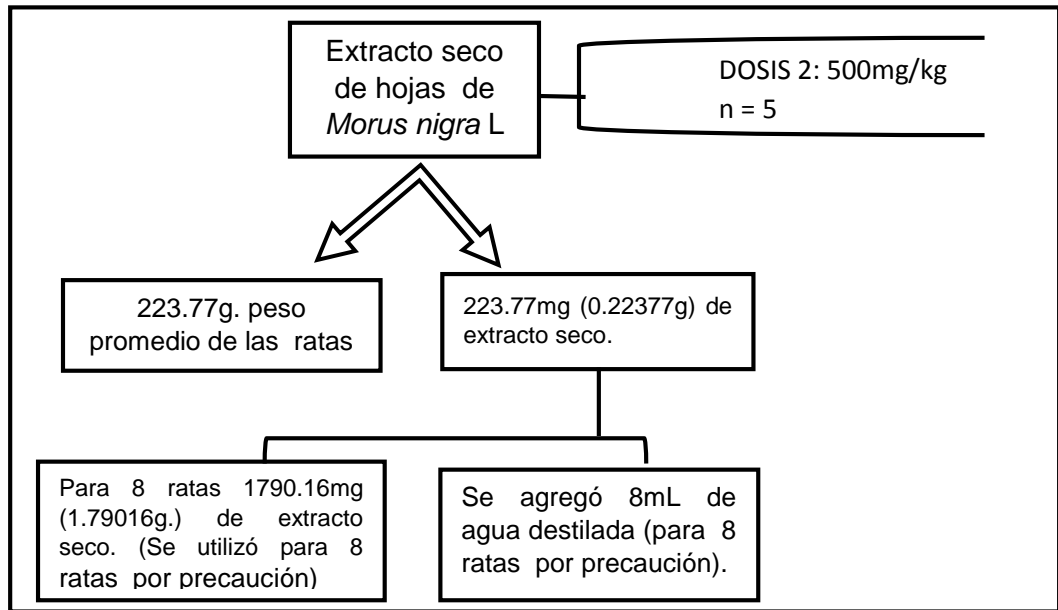 Extracto seco
de hojas de
Morus nigra L
DOSIS 2: 500mg/kg
n = 5
223.77g. peso
promedio de las ratas
223.77mg (0.22377g) de
extracto seco.
Para 8 ratas 1790.16mg
(1.79016g.) de extracto
seco. (Se utilizó para 8
ratas por precaución)
Se agregó 8mL de
agua destilada (para 8
ratas por precaución).